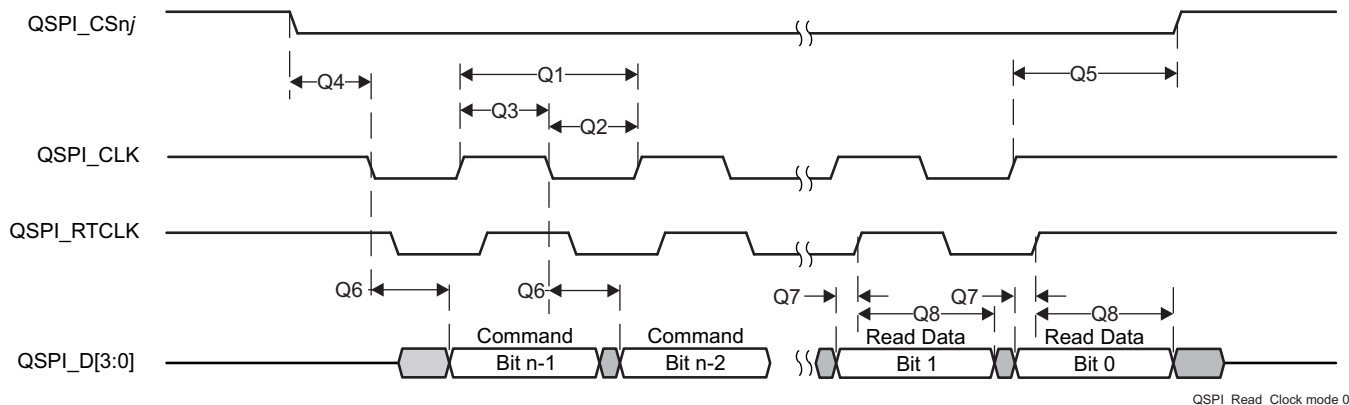 QSPI_CSnj
Q4
Q1
Q5
Q3
Q2
QSPI_CLK
QSPI_RTCLK
Q6
Q6
Q7
Q7
Q8
Q8
Command
Command
Read Data
Read Data
QSPI_D[3:0]
Bit n-1
Bit n-2
Bit 1
Bit 0
QSPI_Read_Clock mode 0